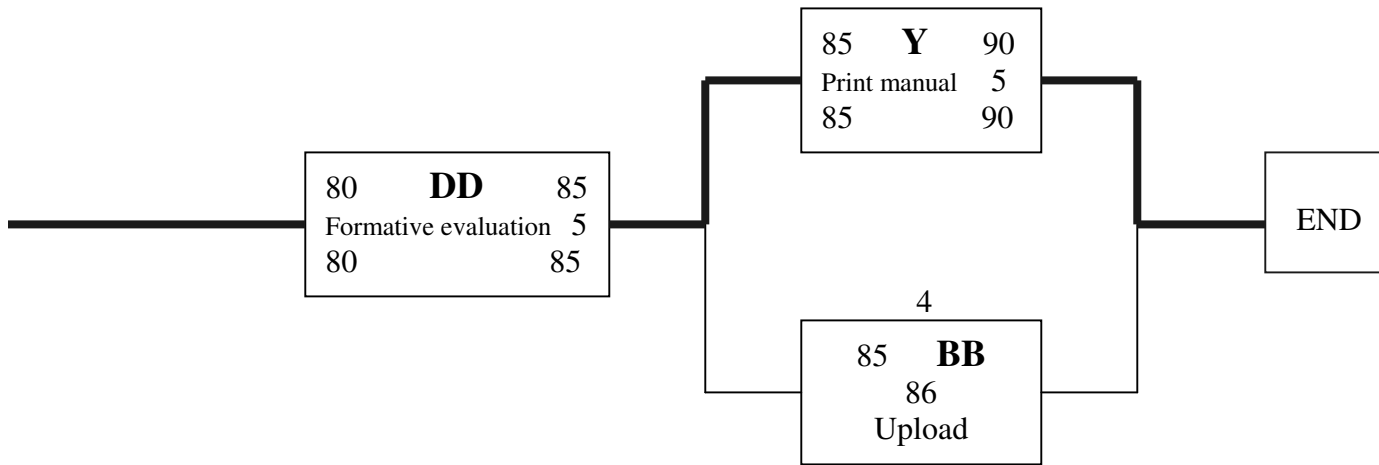 85 Y 90
Print manual 5
85 90
80 DD 85
Formative evaluation 5
80 85
END
4
85 BB
86
Upload